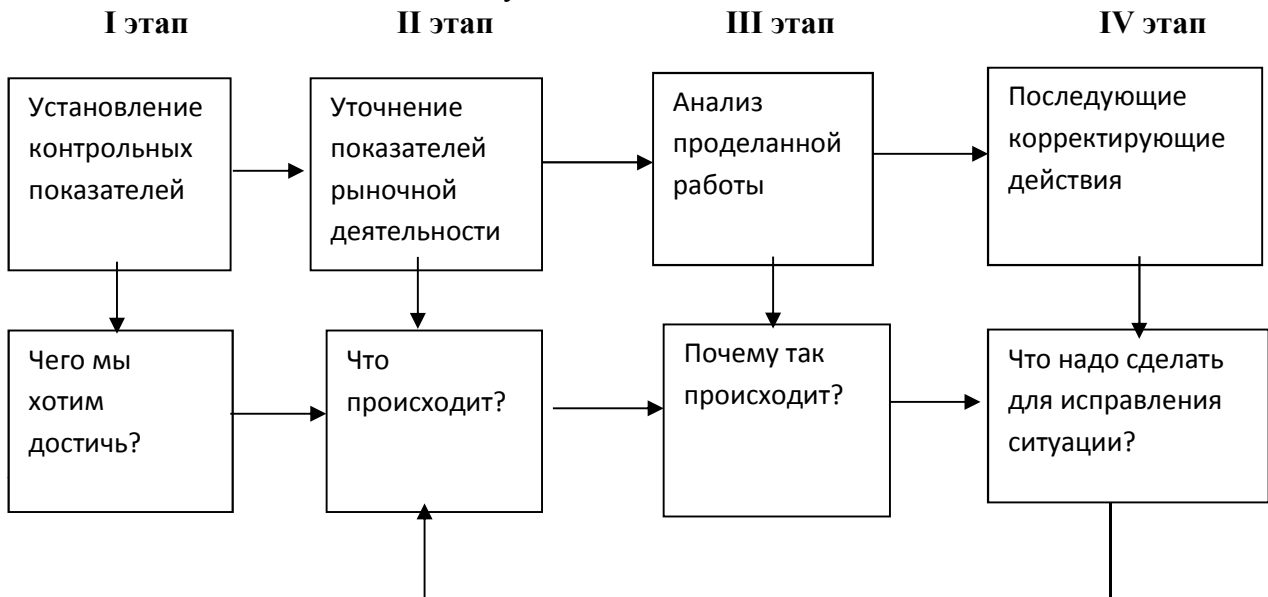 I этап
II этап
III этап
IV этап
Установление
контрольных
показателей
Уточнение
показателей
рыночной
деятельности
Анализ
проделанной
работы
Последующие
корректирующие
действия
Чего мы
хотим
достичь?
Что
происходит?
Почему так
происходит?
Что надо сделать
для исправления
ситуации?